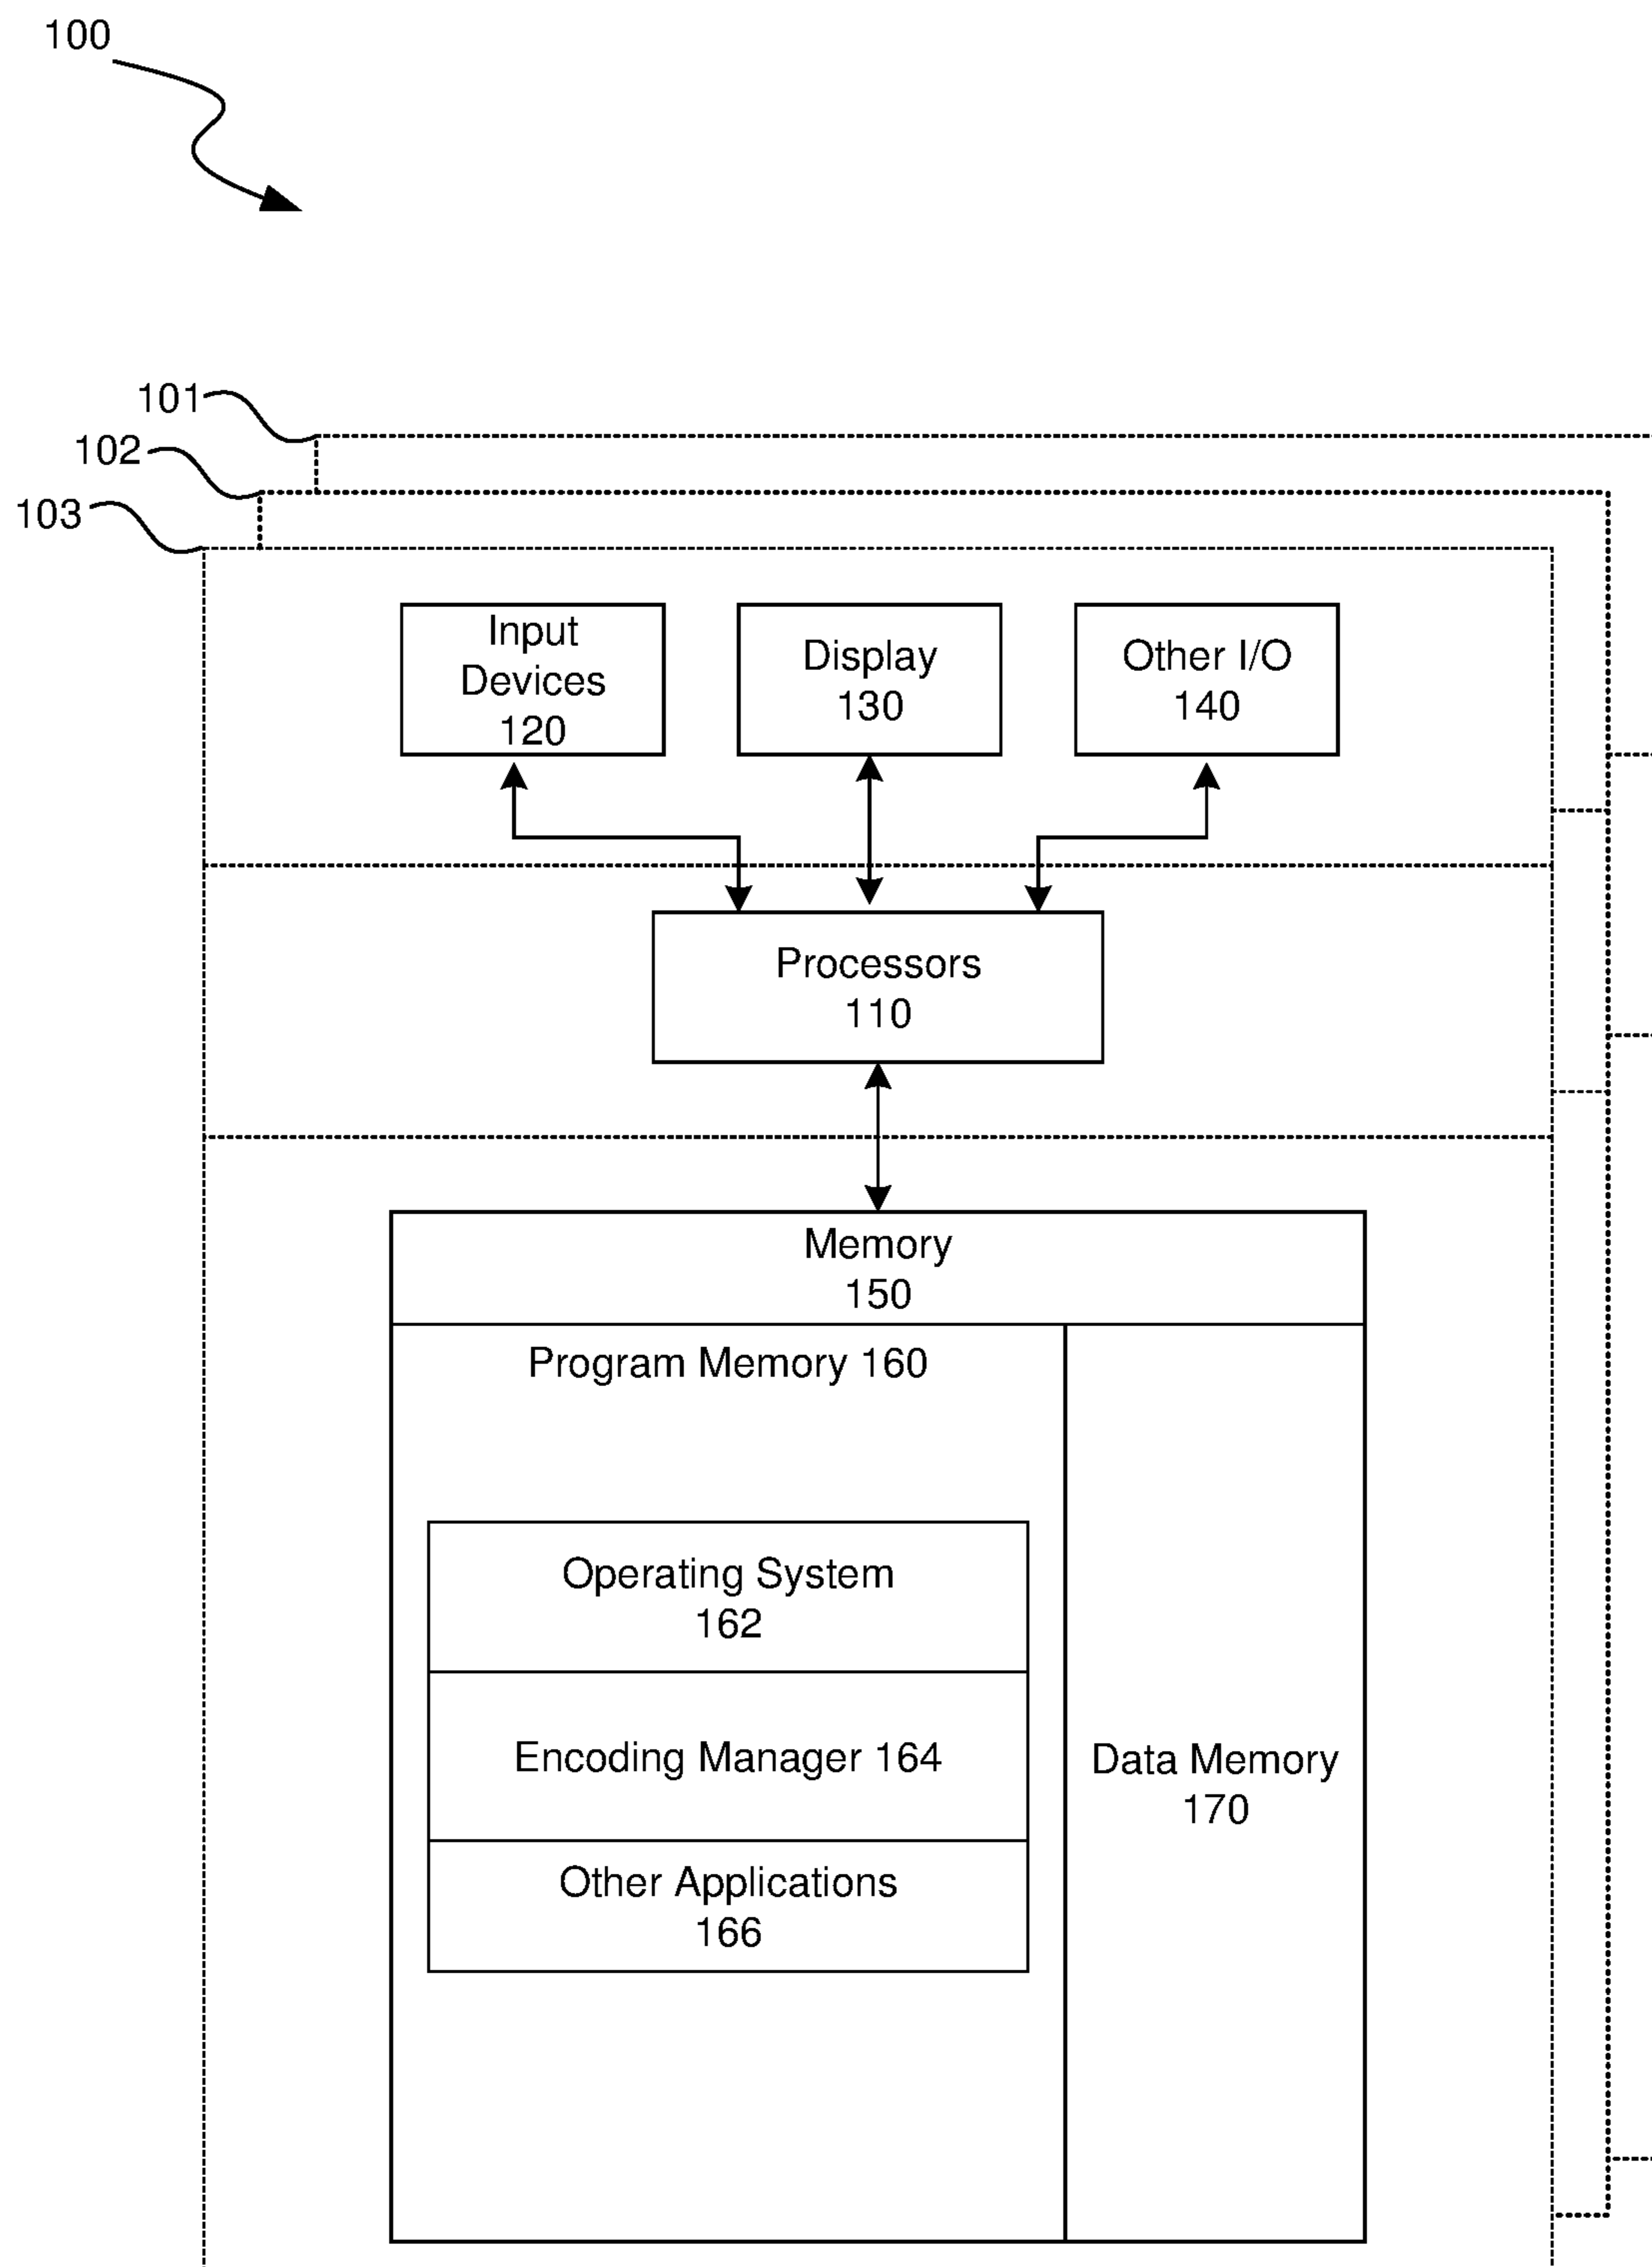 100
101
102
103
Input
Devices
120
Display
130
Other I/O
140
Processors
110
Memory
150
Program Memory 160
Operating System
162
Encoding Manager 164
Other Applications
166
Data Memory
170